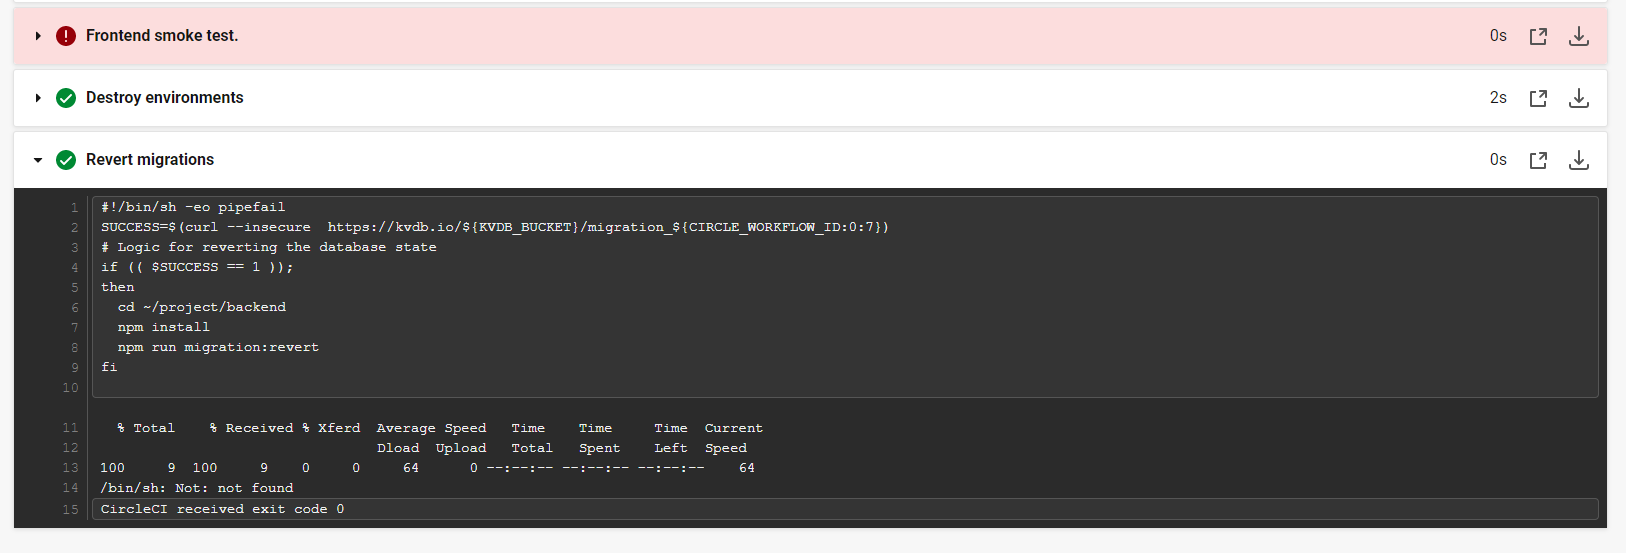 Frontend smoke test. 0s
Destroy environments 2s
Revert migrations 0s
1 #!/bin/sh -eo pipefail
2 SUCCESS=$(curl --insecure  https://kvdb.io/${KVDB_BUCKET}/migration_${CIRCLE_WORKFLOW_ID:0:7})
3 # Logic for reverting the database state
4 if (( $SUCCESS == 1 ));
5 then
6   cd ~/project/backend
7   npm install
8   npm run migration:revert
9 fi
10
11   % Total    % Received % Xferd  Average Speed   Time    Time     Time  Current
12                                  Dload  Upload   Total   Spent    Left  Speed
13 100     9  100     9    0     0     64      0 --:--:-- --:--:-- --:--:--    64
14 /bin/sh: Not: not found
15 CircleCI received exit code 0